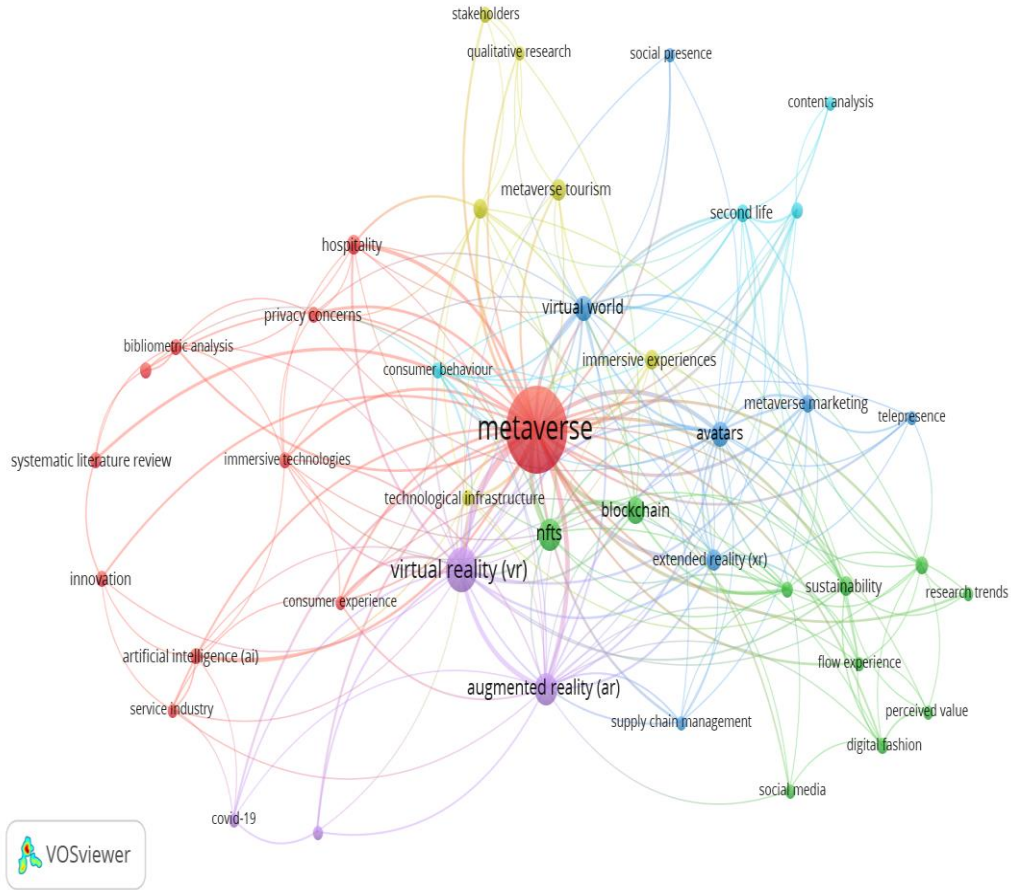 stakeholders
qualitative research
social presence
content analysis
metaverse tourism
second life
hospitality
virtual world
privacy concerns
bibliometric analysis
immersive experiences
consumer behaviour
metaverse marketing
telepresence
metaverse
avatars
systematic literature review
immersive technologies
technological infrastructure
blockchain
nfts
extended reality (xr)
virtual reality (vr)
innovation
sustainability
research trends
consumer experience
artificial intelligence (ai)
flow experience
augmented reality (ar)
service industry
perceived value
supply chain management
digital fashion
social media
covid-19
VOSviewer